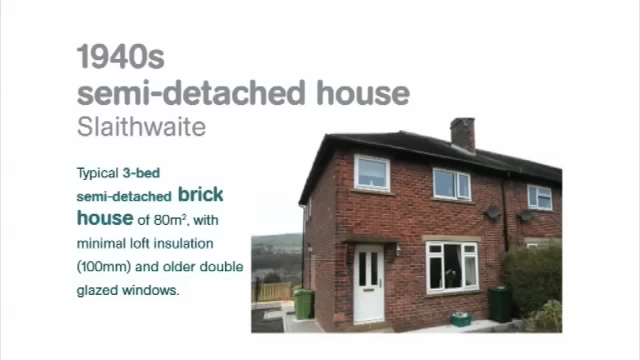 1940s
semi-detached house
Slaithwaite
Typical 3-bed
semi-detached brick
house of 80m², with
minimal loft insulation
(100mm) and older double
glazed windows.